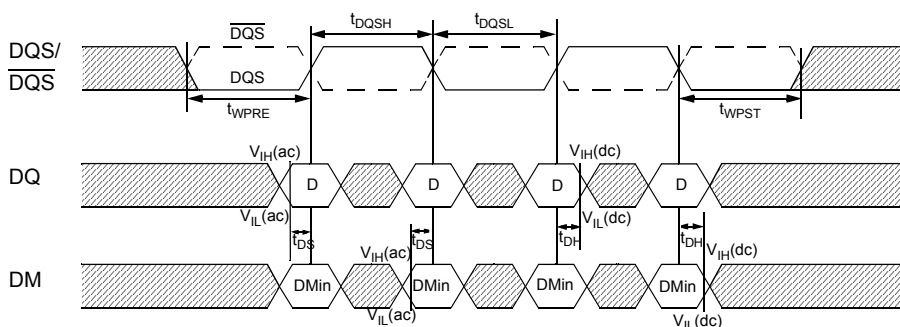 tDQSH tDQSL
DQS
DQS/
DQS
DQS
tWPRE tWPST
VIH(ac) VIH(dc)
DQ D D D D
VIL(ac) VIL(dc)
tDS tDS tDH tDH
VIH(ac) VIH(dc)
DM DMin DMin DMin DMin
VIL(ac) VIL(dc)